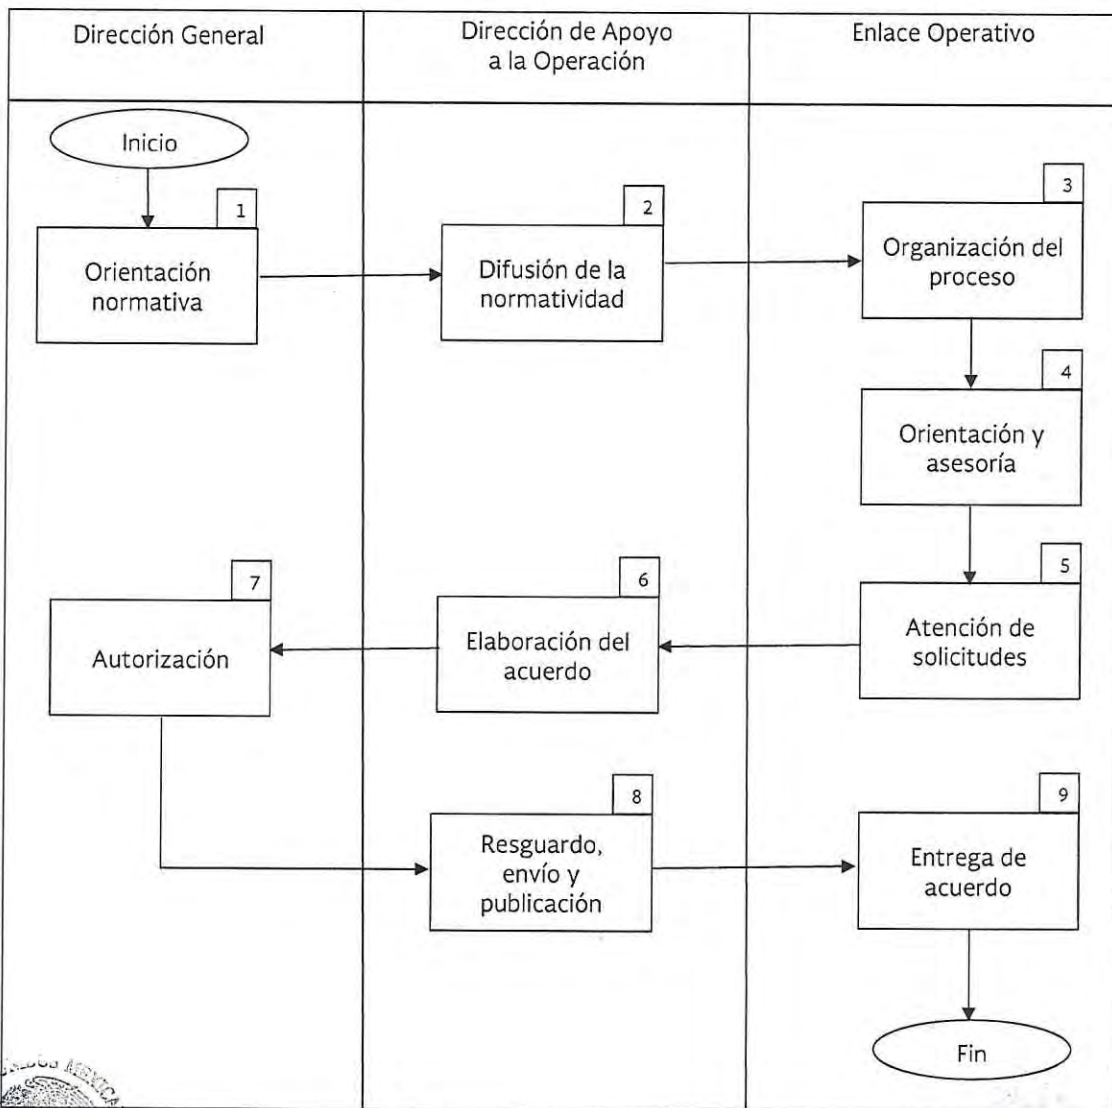 Dirección General
Dirección de Apoyo
a la Operación
Enlace Operativo
Inicio
1
Orientación
normativa
2
Difusión de la
normatividad
3
Organización del
proceso
4
Orientación y
asesoría
5
Atención de
solicitudes
6
Elaboración del
acuerdo
7
Autorización
8
Resguardo,
envío y
publicación
9
Entrega de
acuerdo
Fin